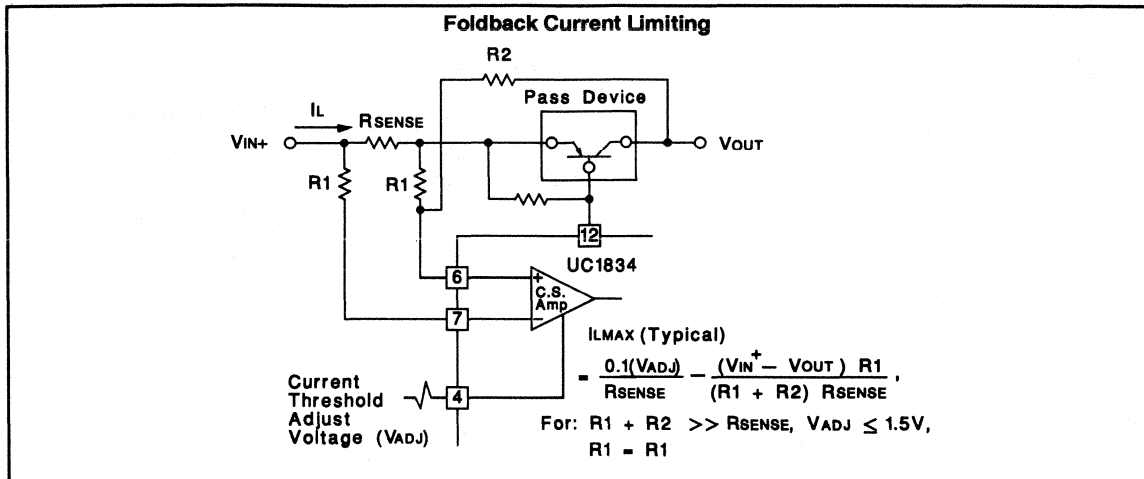 Foldback Current Limiting
R2
Pass Device
IL
RSENSE
VIN+
VOUT
R1
R1
12
UC1834
6
+
C.S.
Amp
7
−
ILMAX (Typical)
= 0.1(VADJ) / RSENSE − (VIN+ − VOUT) R1 / (R1 + R2) RSENSE ,
Current
Threshold
Adjust
Voltage (VADJ)
4
For: R1 + R2 >> RSENSE, VADJ ≤ 1.5V,
R1 = R1